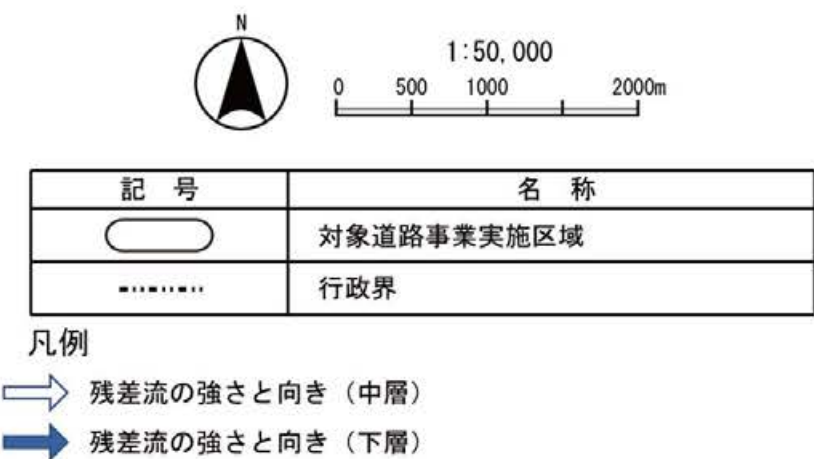 N
1:50,000
0 500 1000 2000m
記 号 名 称
対象道路事業実施区域
行政界
凡例
残差流の強さと向き（中層）
残差流の強さと向き（下層）